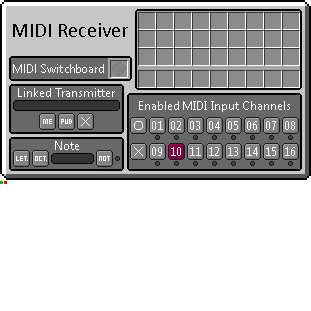 MIDI Receiver
MIDI Switchboard
Linked Transmitter
ME PUB
Note
LET. OCT. NOT
Enabled MIDI Input Channels
01 02 03 04 05 06 07 08
09 10 11 12 13 14 15 16